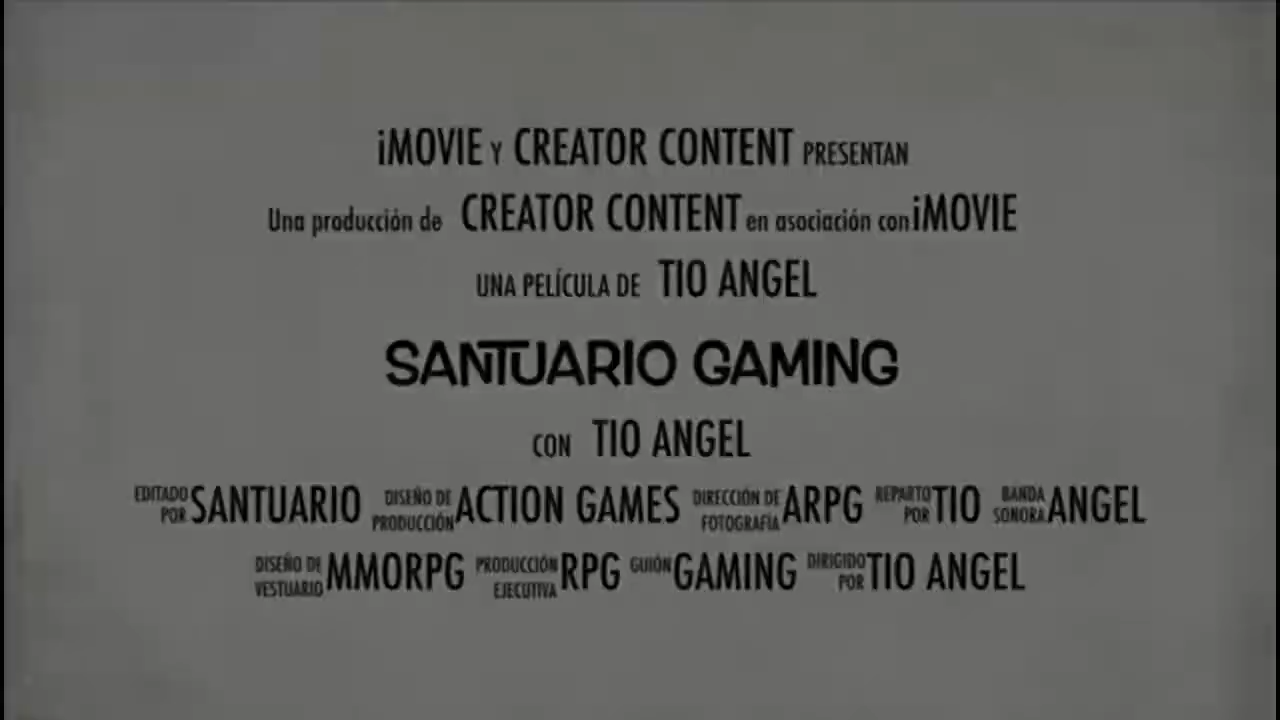 iMOVIE Y CREATOR CONTENT PRESENTAN
Una producción de CREATOR CONTENT en asociación con iMOVIE
UNA PELÍCULA DE TIO ANGEL
SANTUARIO GAMING
CON TIO ANGEL
EDITADO POR SANTUARIO DISEÑO DE PRODUCCIÓN ACTION GAMES DIRECCIÓN DE FOTOGRAFÍA ARPG REPARTO POR TIO BANDA SONORA ANGEL
DISEÑO DE VESTUARIO MMORPG PRODUCCIÓN EJECUTIVA RPG GUIÓN GAMING DIRIGIDO POR TIO ANGEL